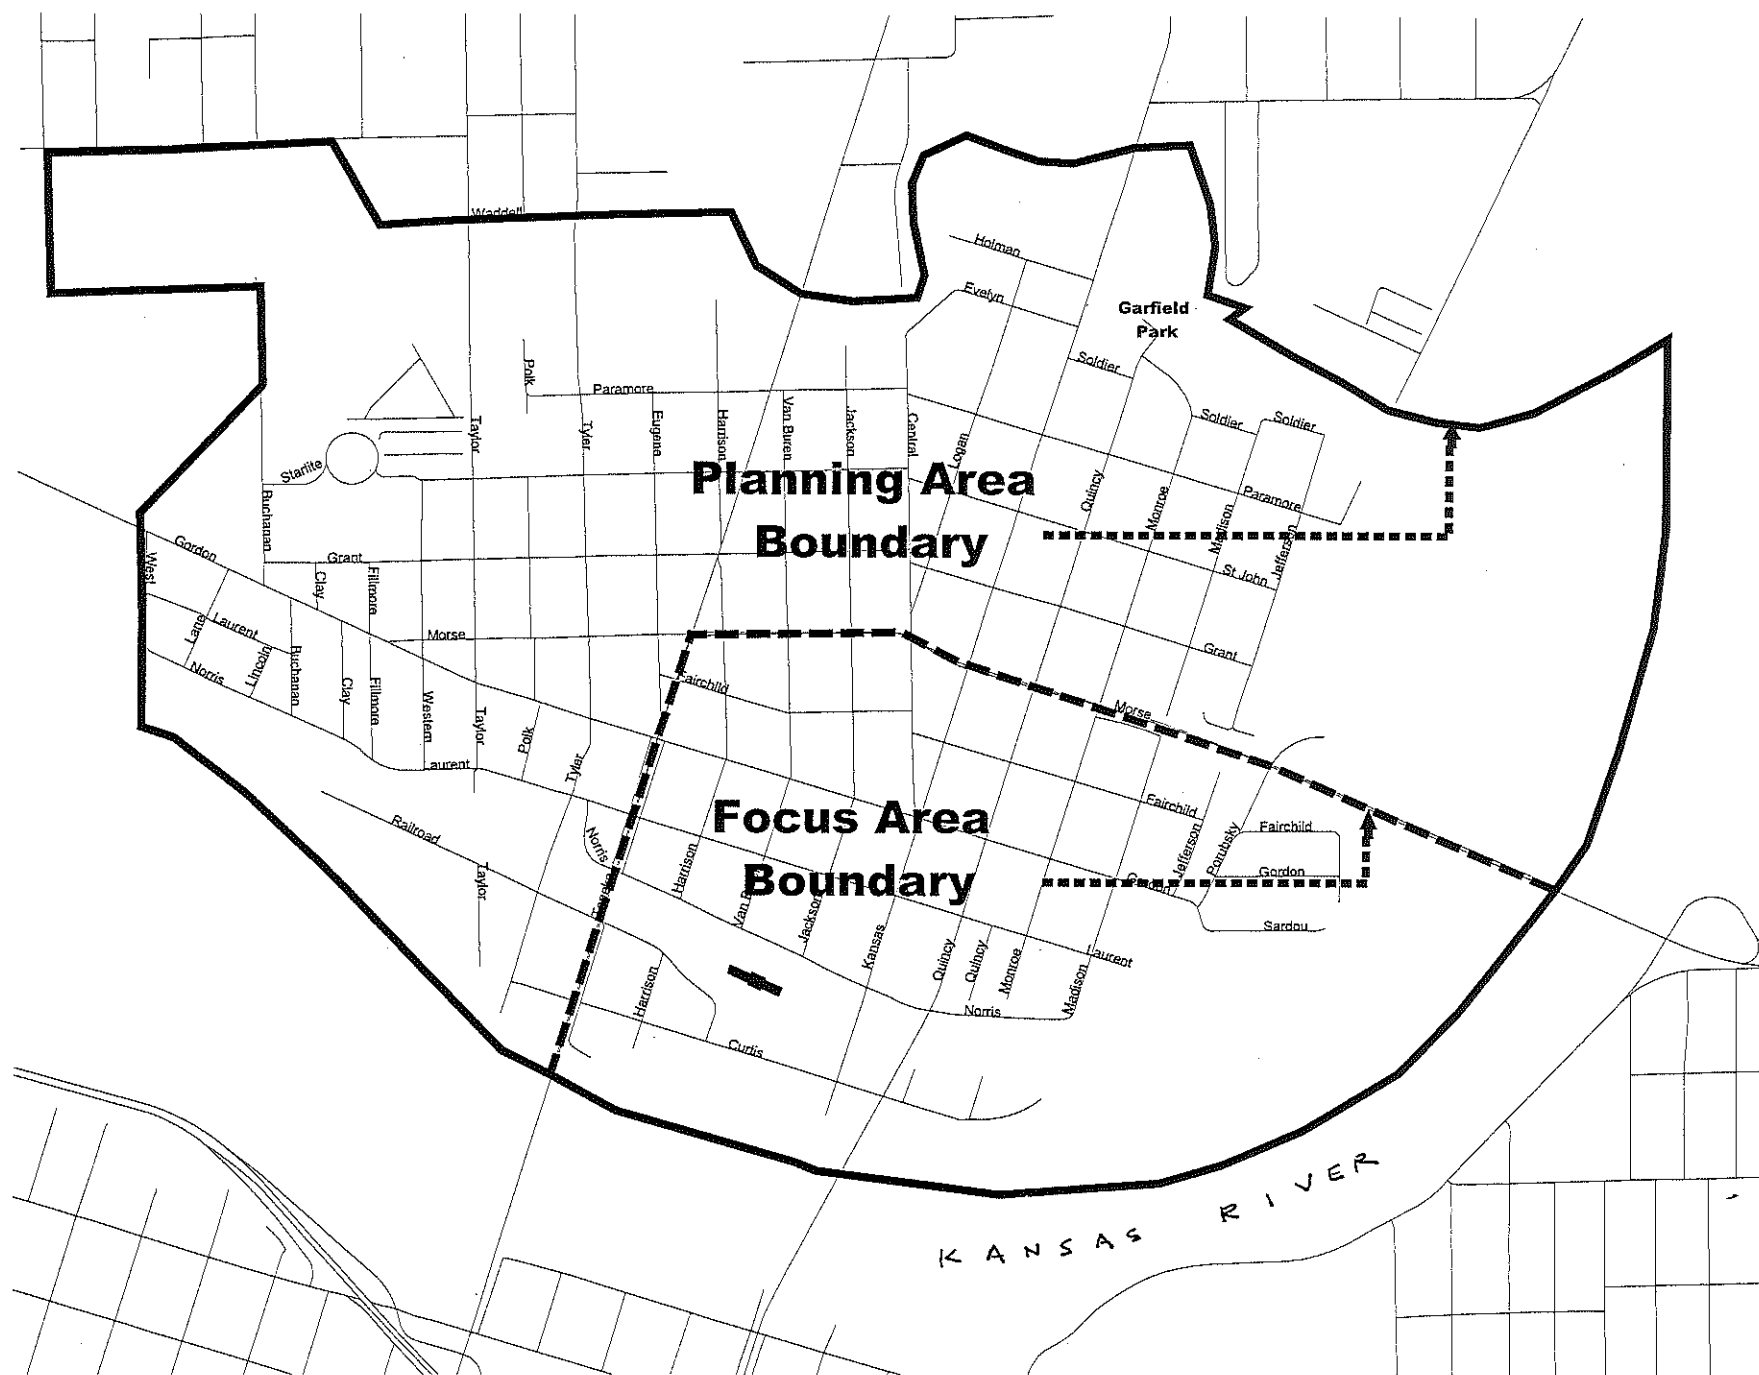 Waddell
Holman
Evelyn
Garfield
Park
Soldier
Polk
Paramore
Soldier
Soldier
Taylor
Tyler
Eugene
Harrison
Van Buren
Jackson
Central
Logan
Starlite
Planning Area
Boundary
Quincy
Monroe
Madison
Paramore
Jefferson
Buchanan
West
Gordon
Grant
Clay
Fillmore
St John
Lane
Laurent
Lincoln
Norris
Buchanan
Morse
Grant
Clay
Fillmore
Western
Taylor
Polk
Tyler
Fairchild
Morse
Laurent
Focus Area
Boundary
Fairchild
Jefferson
Porubsky
Fairchild
Gordon
Gordon
Sardou
Railroad
Norris
Taylor
Harrison
Jackson
Kansas
Quincy
Quincy
Monroe
Madison
Laurent
Norris
Harrison
Curtis
KANSAS RIVER